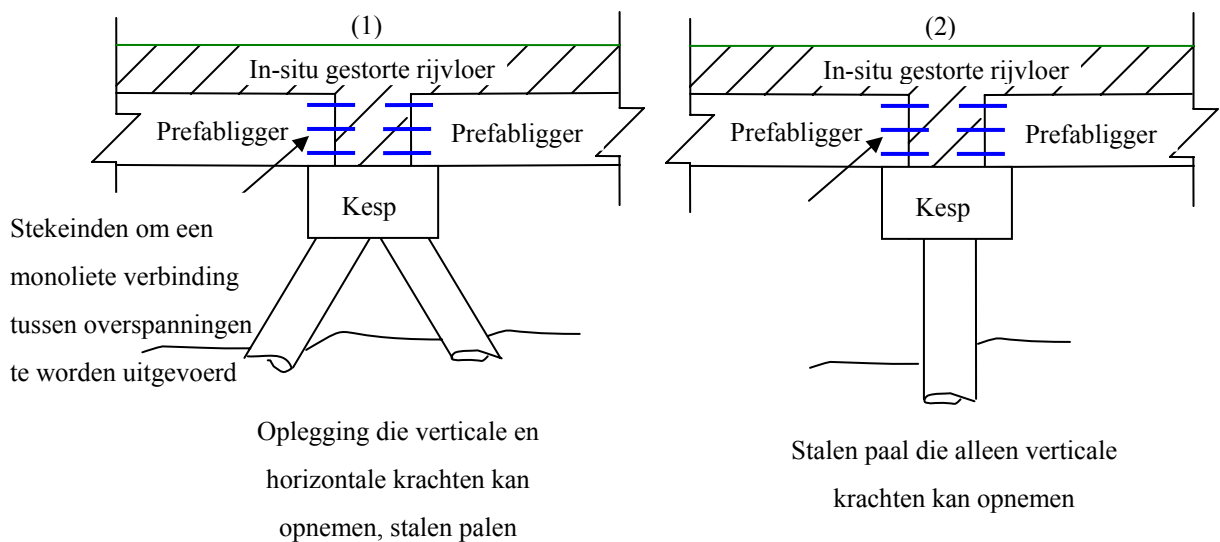 (1)
In-situ gestorte rijvloer
Prefabligger
Prefabligger
Kesp
Stekeinden om een
monoliete verbinding
tussen overspanningen
te worden uitgevoerd
Oplegging die verticale en
horizontale krachten kan
opnemen, stalen palen
(2)
In-situ gestorte rijvloer
Prefabligger
Prefabligger
Kesp
Stalen paal die alleen verticale
krachten kan opnemen